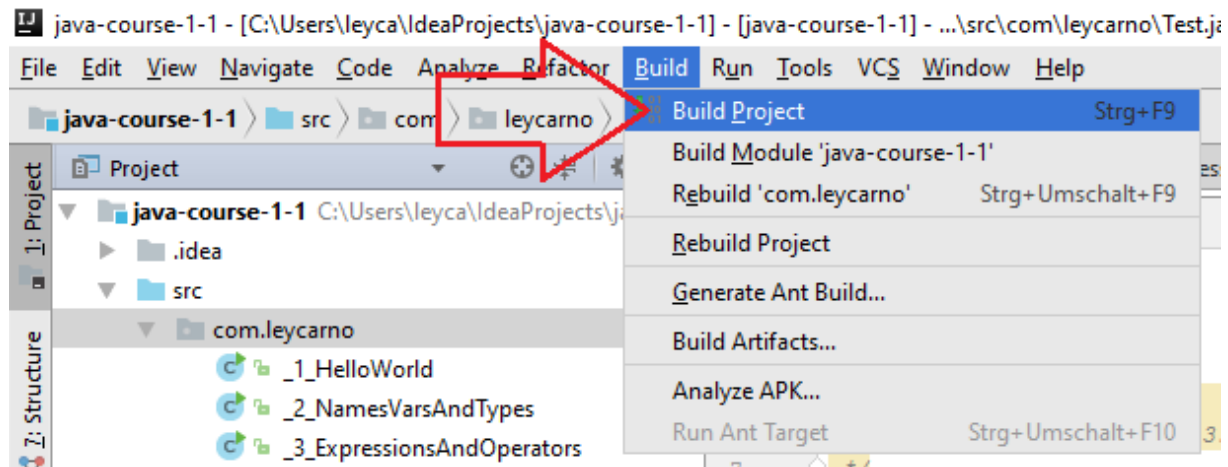 java-course-1-1 - [C:\Users\leyca\IdeaProjects\java-course-1-1] - [java-course-1-1] - ...\src\com\leycarno\Test.ja
File Edit View Navigate Code Analyze Refactor Build Run Tools VCS Window Help
java-course-1-1 src com leycarno
Build Project Strg+F9
Build Module 'java-course-1-1'
Rebuild 'com.leycarno' Strg+Umschalt+F9
Rebuild Project
Generate Ant Build...
Build Artifacts...
Analyze APK...
Run Ant Target Strg+Umschalt+F10
1: Project
7: Structure
Project
java-course-1-1 C:\Users\leyca\IdeaProjects\j
.idea
src
com.leycarno
_1_HelloWorld
_2_NamesVarsAndTypes
_3_ExpressionsAndOperators
es
3.
*/